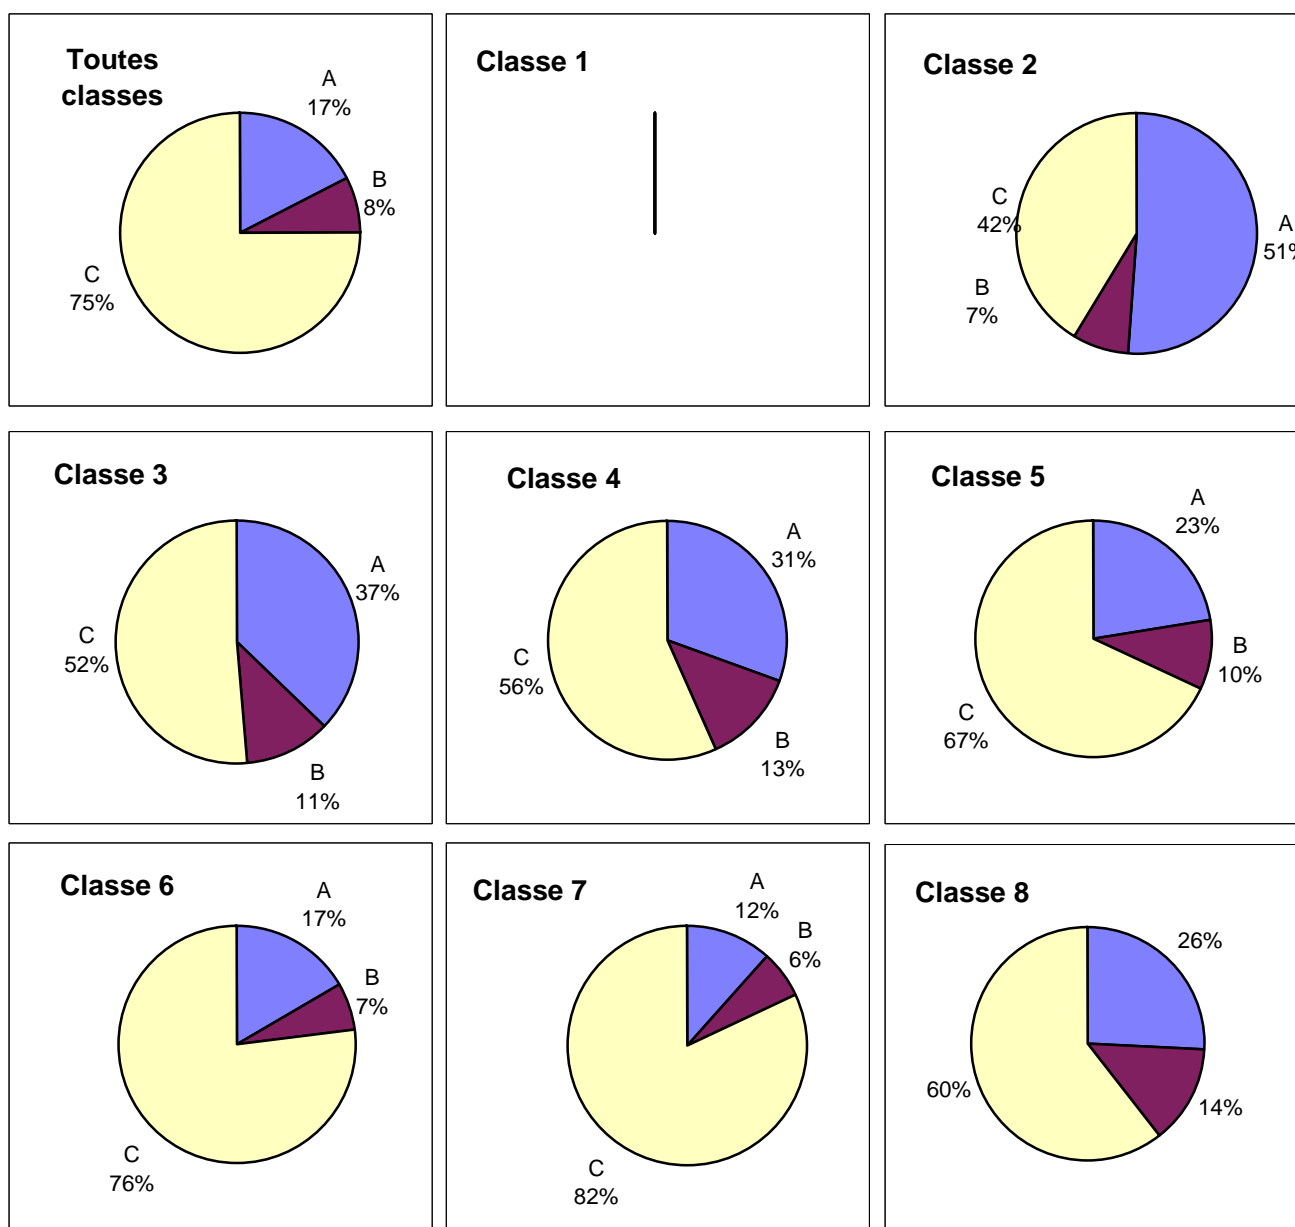 Toutes
classes
A
17%
B
8%
C
75%
Classe 1
Classe 2
C
42%
A
51%
B
7%
Classe 3
A
37%
C
52%
B
11%
Classe 4
A
31%
C
56%
B
13%
Classe 5
A
23%
B
10%
C
67%
Classe 6
A
17%
B
7%
C
76%
Classe 7
A
12%
B
6%
C
82%
Classe 8
26%
60%
14%